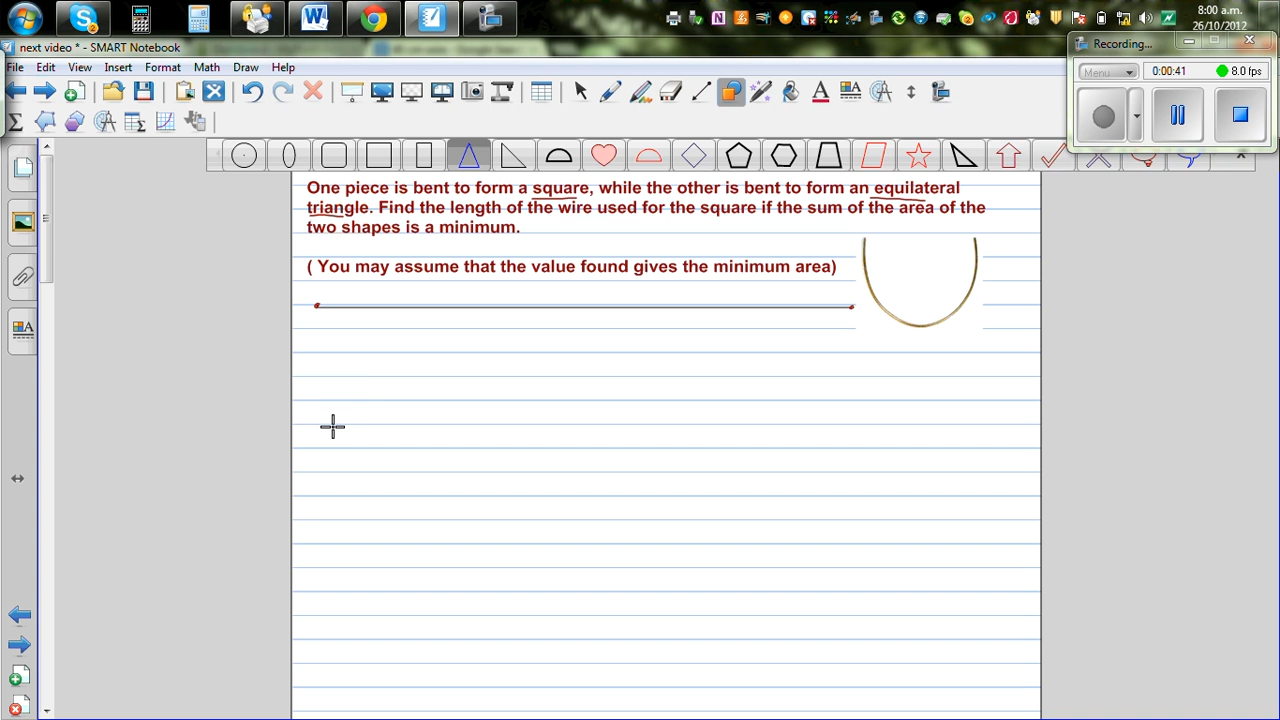 8:00 a.m.
26/10/2012
next video * - SMART Notebook
Recording...
File Edit View Insert Format Math Draw Help
Menu 0:00:41 8.0 fps
One piece is bent to form a square, while the other is bent to form an equilateral
triangle. Find the length of the wire used for the square if the sum of the area of the
two shapes is a minimum.
( You may assume that the value found gives the minimum area)